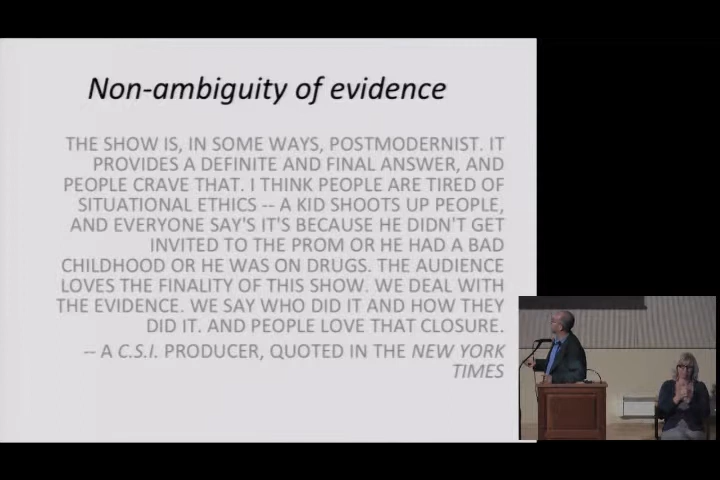 Non-ambiguity of evidence
THE SHOW IS, IN SOME WAYS, POSTMODERNIST. IT
PROVIDES A DEFINITE AND FINAL ANSWER, AND
PEOPLE CRAVE THAT. I THINK PEOPLE ARE TIRED OF
SITUATIONAL ETHICS -- A KID SHOOTS UP PEOPLE,
AND EVERYONE SAY'S IT'S BECAUSE HE DIDN'T GET
INVITED TO THE PROM OR HE HAD A BAD
CHILDHOOD OR HE WAS ON DRUGS. THE AUDIENCE
LOVES THE FINALITY OF THIS SHOW. WE DEAL WITH
THE EVIDENCE. WE SAY WHO DID IT AND HOW THEY
DID IT. AND PEOPLE LOVE THAT CLOSURE.
-- A C.S.I. PRODUCER, QUOTED IN THE NEW YORK
TIMES